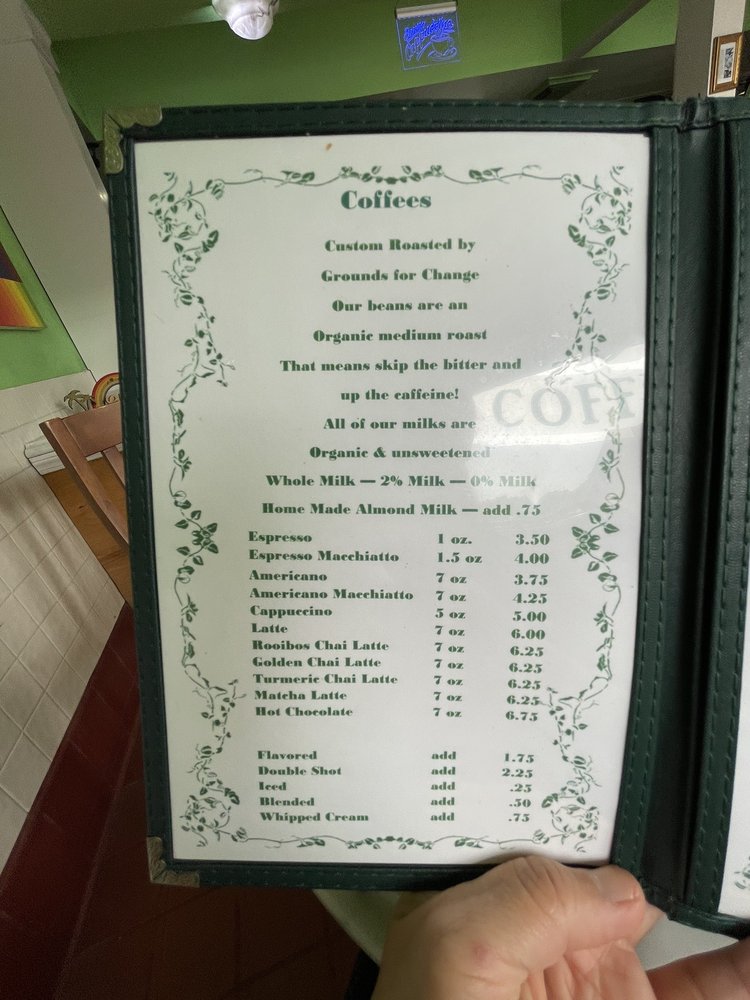 Coffees
Custom Roasted by
Grounds for Change
Our beans are an
Organic medium roast
That means skip the bitter and
up the caffeine!
All of our milks are
Organic & unsweetened
Whole Milk — 2% Milk — 0% Milk
Home Made Almond Milk — add .75
Espresso 1 oz. 3.50
Espresso Macchiatto 1.5 oz 4.00
Americano 7 oz 3.75
Americano Macchiatto 7 oz 4.25
Cappuccino 5 oz 5.00
Latte 7 oz 6.00
Rooibos Chai Latte 7 oz 6.25
Golden Chai Latte 7 oz 6.25
Turmeric Chai Latte 7 oz 6.25
Matcha Latte 7 oz 6.25
Hot Chocolate 7 oz 6.75
Flavored add 1.75
Double Shot add 2.25
Iced add .25
Blended add .50
Whipped Cream add .75